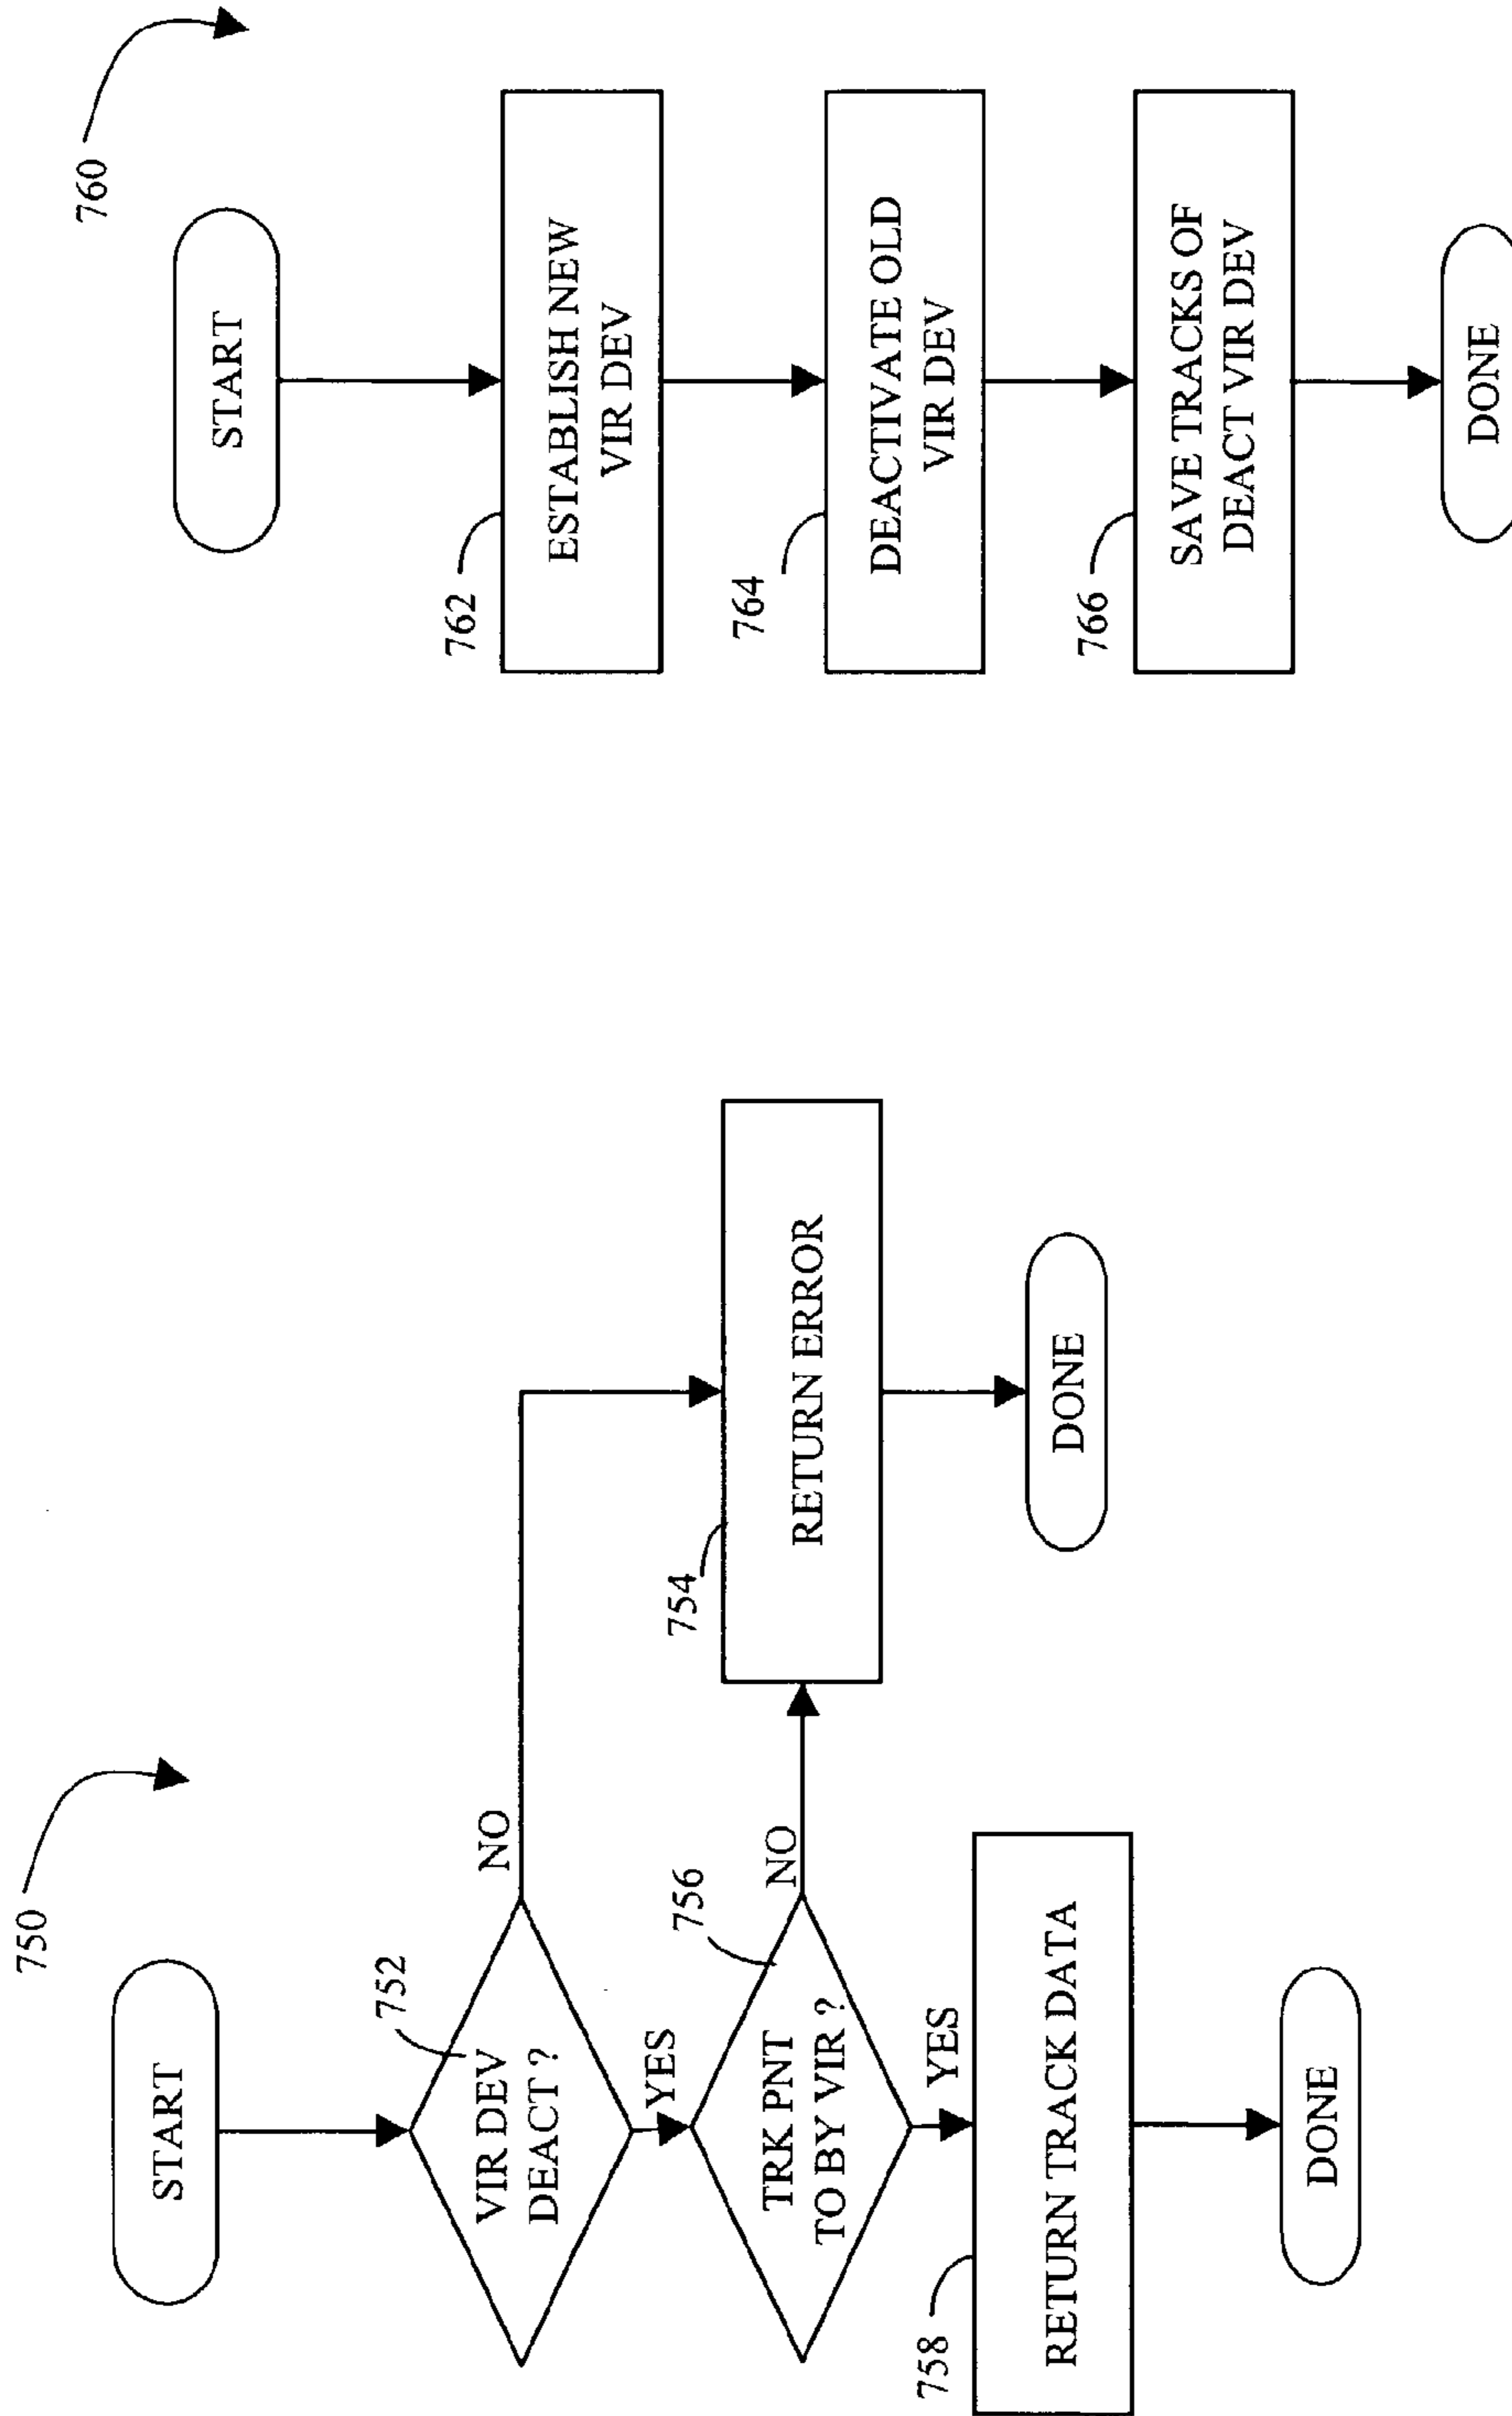 750
START
752
VIR DEV
DEACT ?
NO
YES
756
TRK PNT
TO BY VIR ?
NO
YES
754
RETURN ERROR
DONE
758
RETURN TRACK DATA
DONE
760
START
762
ESTABLISH NEW
VIR DEV
764
DEACTIVATE OLD
VIR DEV
766
SAVE TRACKS OF
DEACT VIR DEV
DONE